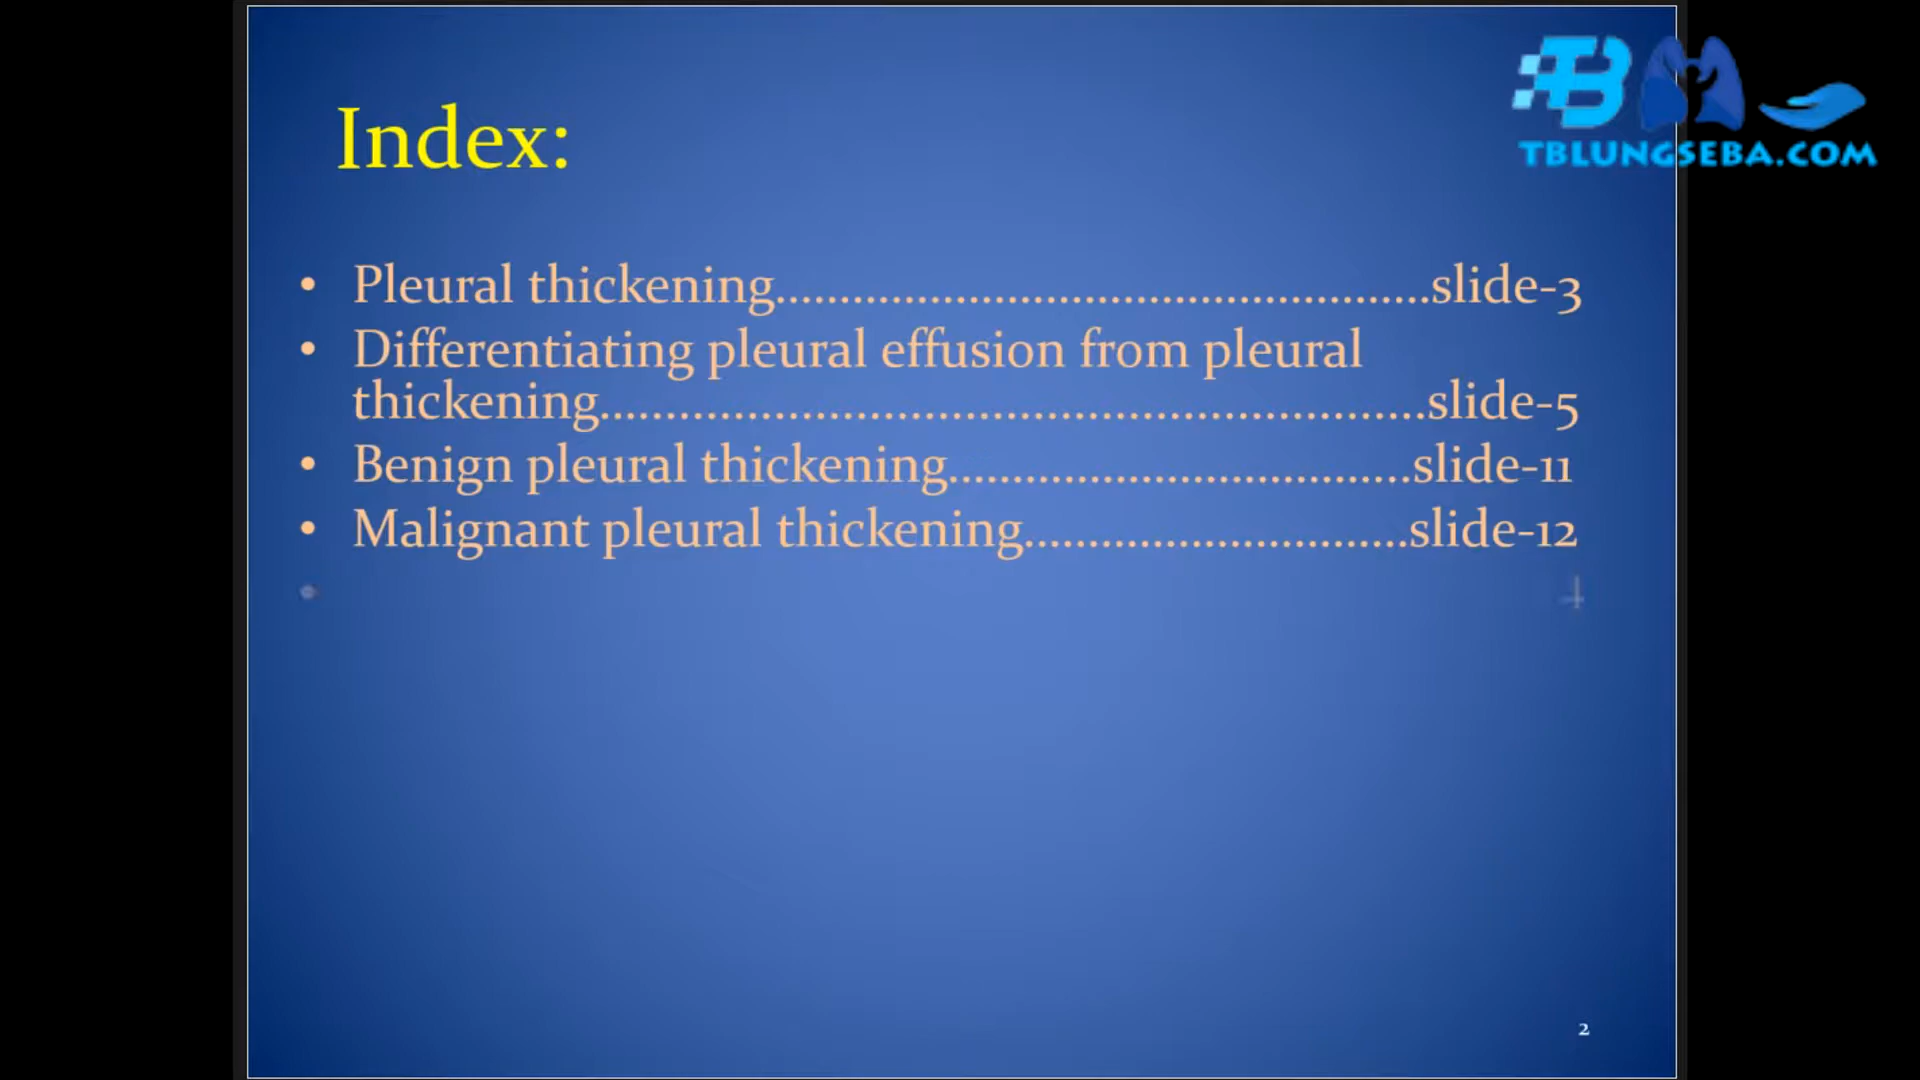 TB
TBLUNGSEBA.COM
Index:
• Pleural thickening...................................................slide-3
• Differentiating pleural effusion from pleural
thickening.............................................................slide-5
• Benign pleural thickening....................................slide-11
• Malignant pleural thickening..............................slide-12
2